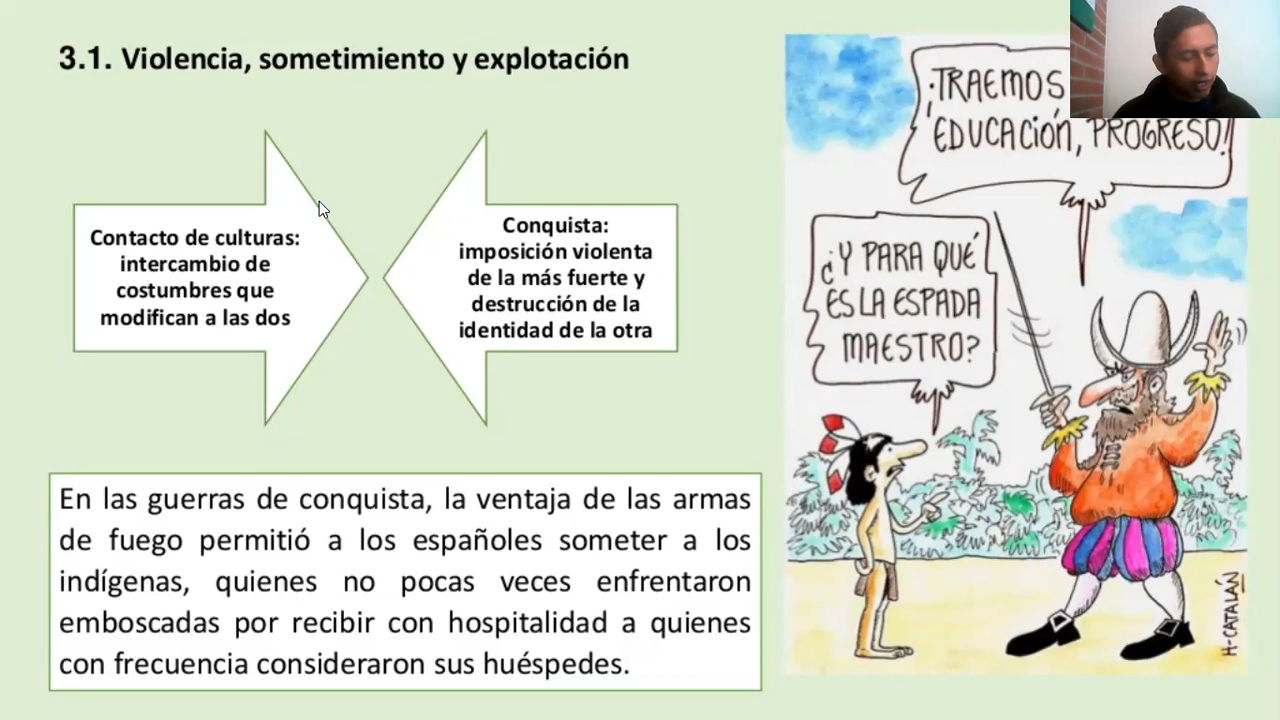 3.1. Violencia, sometimiento y explotación
Contacto de culturas:
intercambio de
costumbres que
modifican a las dos
Conquista:
imposición violenta
de la más fuerte y
destrucción de la
identidad de la otra
En las guerras de conquista, la ventaja de las armas
de fuego permitió a los españoles someter a los
indígenas, quienes no pocas veces enfrentaron
emboscadas por recibir con hospitalidad a quienes
con frecuencia consideraron sus huéspedes.
¡TRAEMOS
EDUCACIÓN, PROGRESO!
¿Y PARA QUÉ
ES LA ESPADA
MAESTRO?
H-CATALÁN